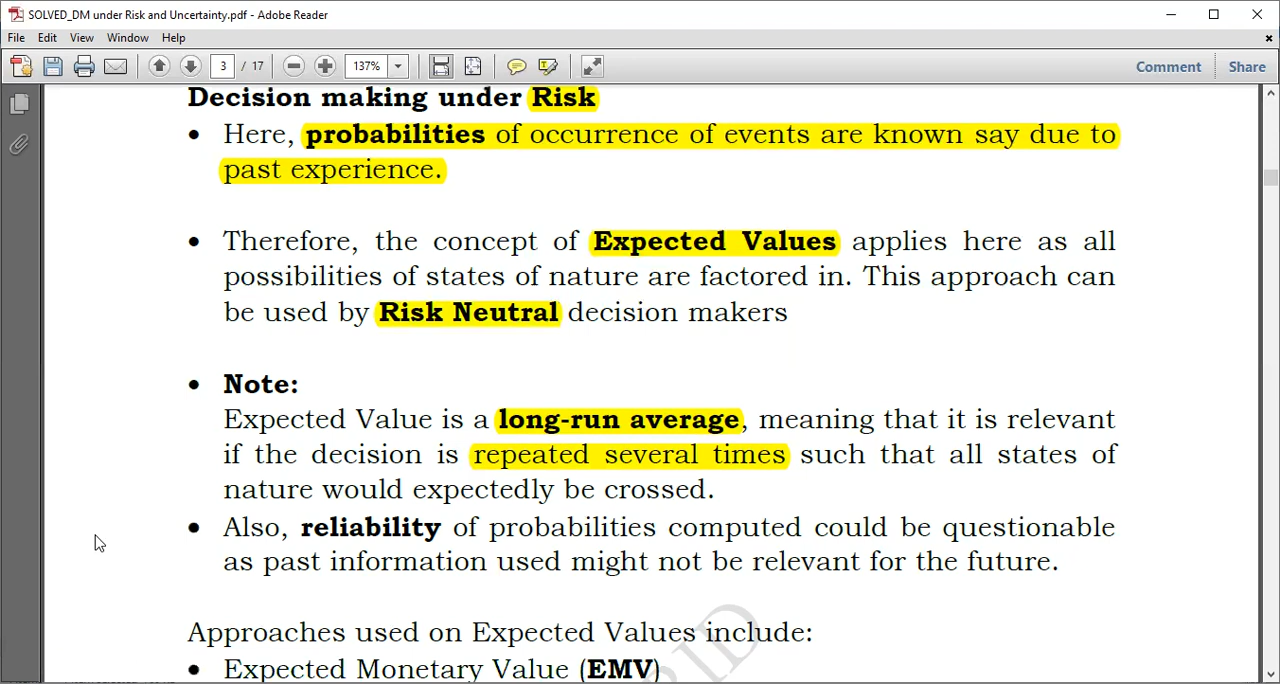 SOLVED_DM under Risk and Uncertainty.pdf - Adobe Reader
File Edit View Window Help
3 / 17 137% Comment Share
Decision making under Risk
• Here, probabilities of occurrence of events are known say due to
past experience.
• Therefore, the concept of Expected Values applies here as all
possibilities of states of nature are factored in. This approach can
be used by Risk Neutral decision makers
• Note:
Expected Value is a long-run average, meaning that it is relevant
if the decision is repeated several times such that all states of
nature would expectedly be crossed.
• Also, reliability of probabilities computed could be questionable
as past information used might not be relevant for the future.
Approaches used on Expected Values include:
• Expected Monetary Value (EMV)